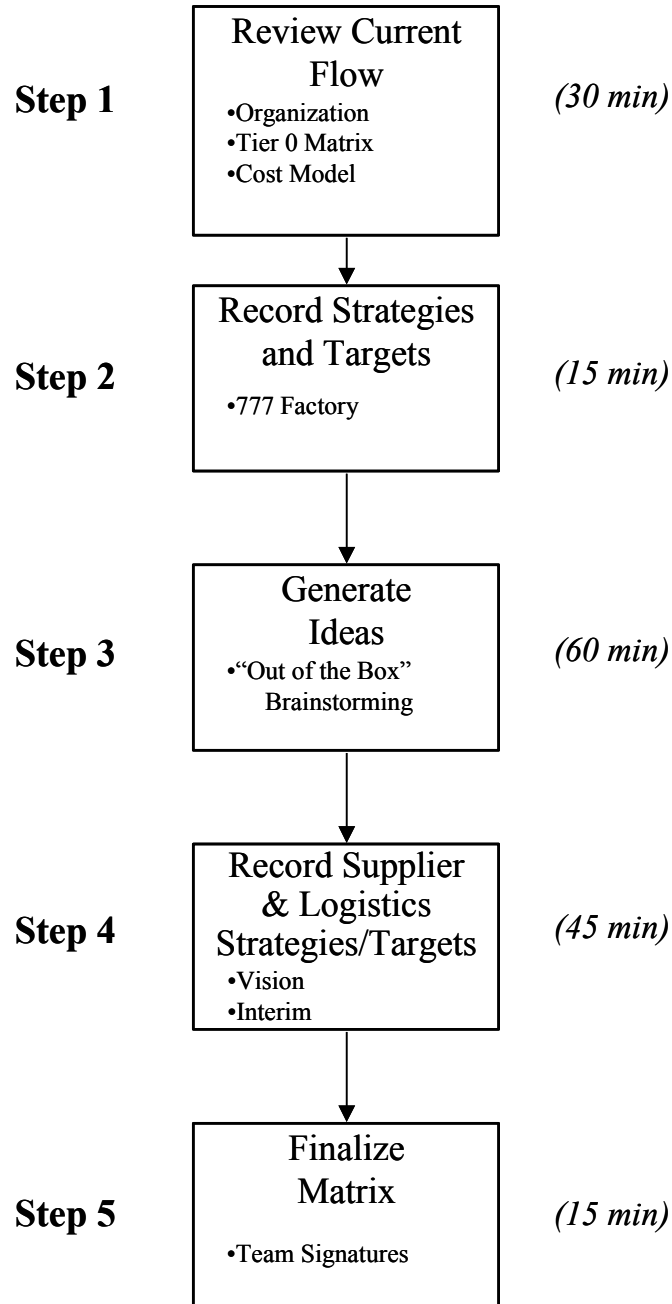 Step 1
Review Current
Flow
•Organization
•Tier 0 Matrix
•Cost Model
(30 min)
Step 2
Record Strategies
and Targets
•777 Factory
(15 min)
Step 3
Generate
Ideas
•“Out of the Box”
Brainstorming
(60 min)
Step 4
Record Supplier
& Logistics
Strategies/Targets
•Vision
•Interim
(45 min)
Step 5
Finalize
Matrix
•Team Signatures
(15 min)